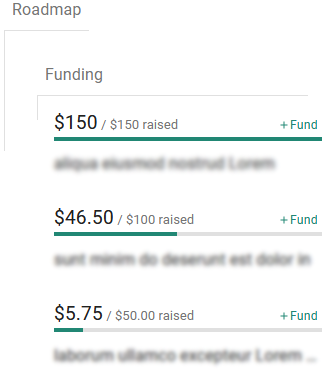 Roadmap
Funding
$150 / $150 raised +Fund
aliqua eiusmod nostrud Lorem
$46.50 / $100 raised +Fund
sunt minim do deserunt est dolor in
$5.75 / $50.00 raised +Fund
laborum ullamco excepteur Lorem ...